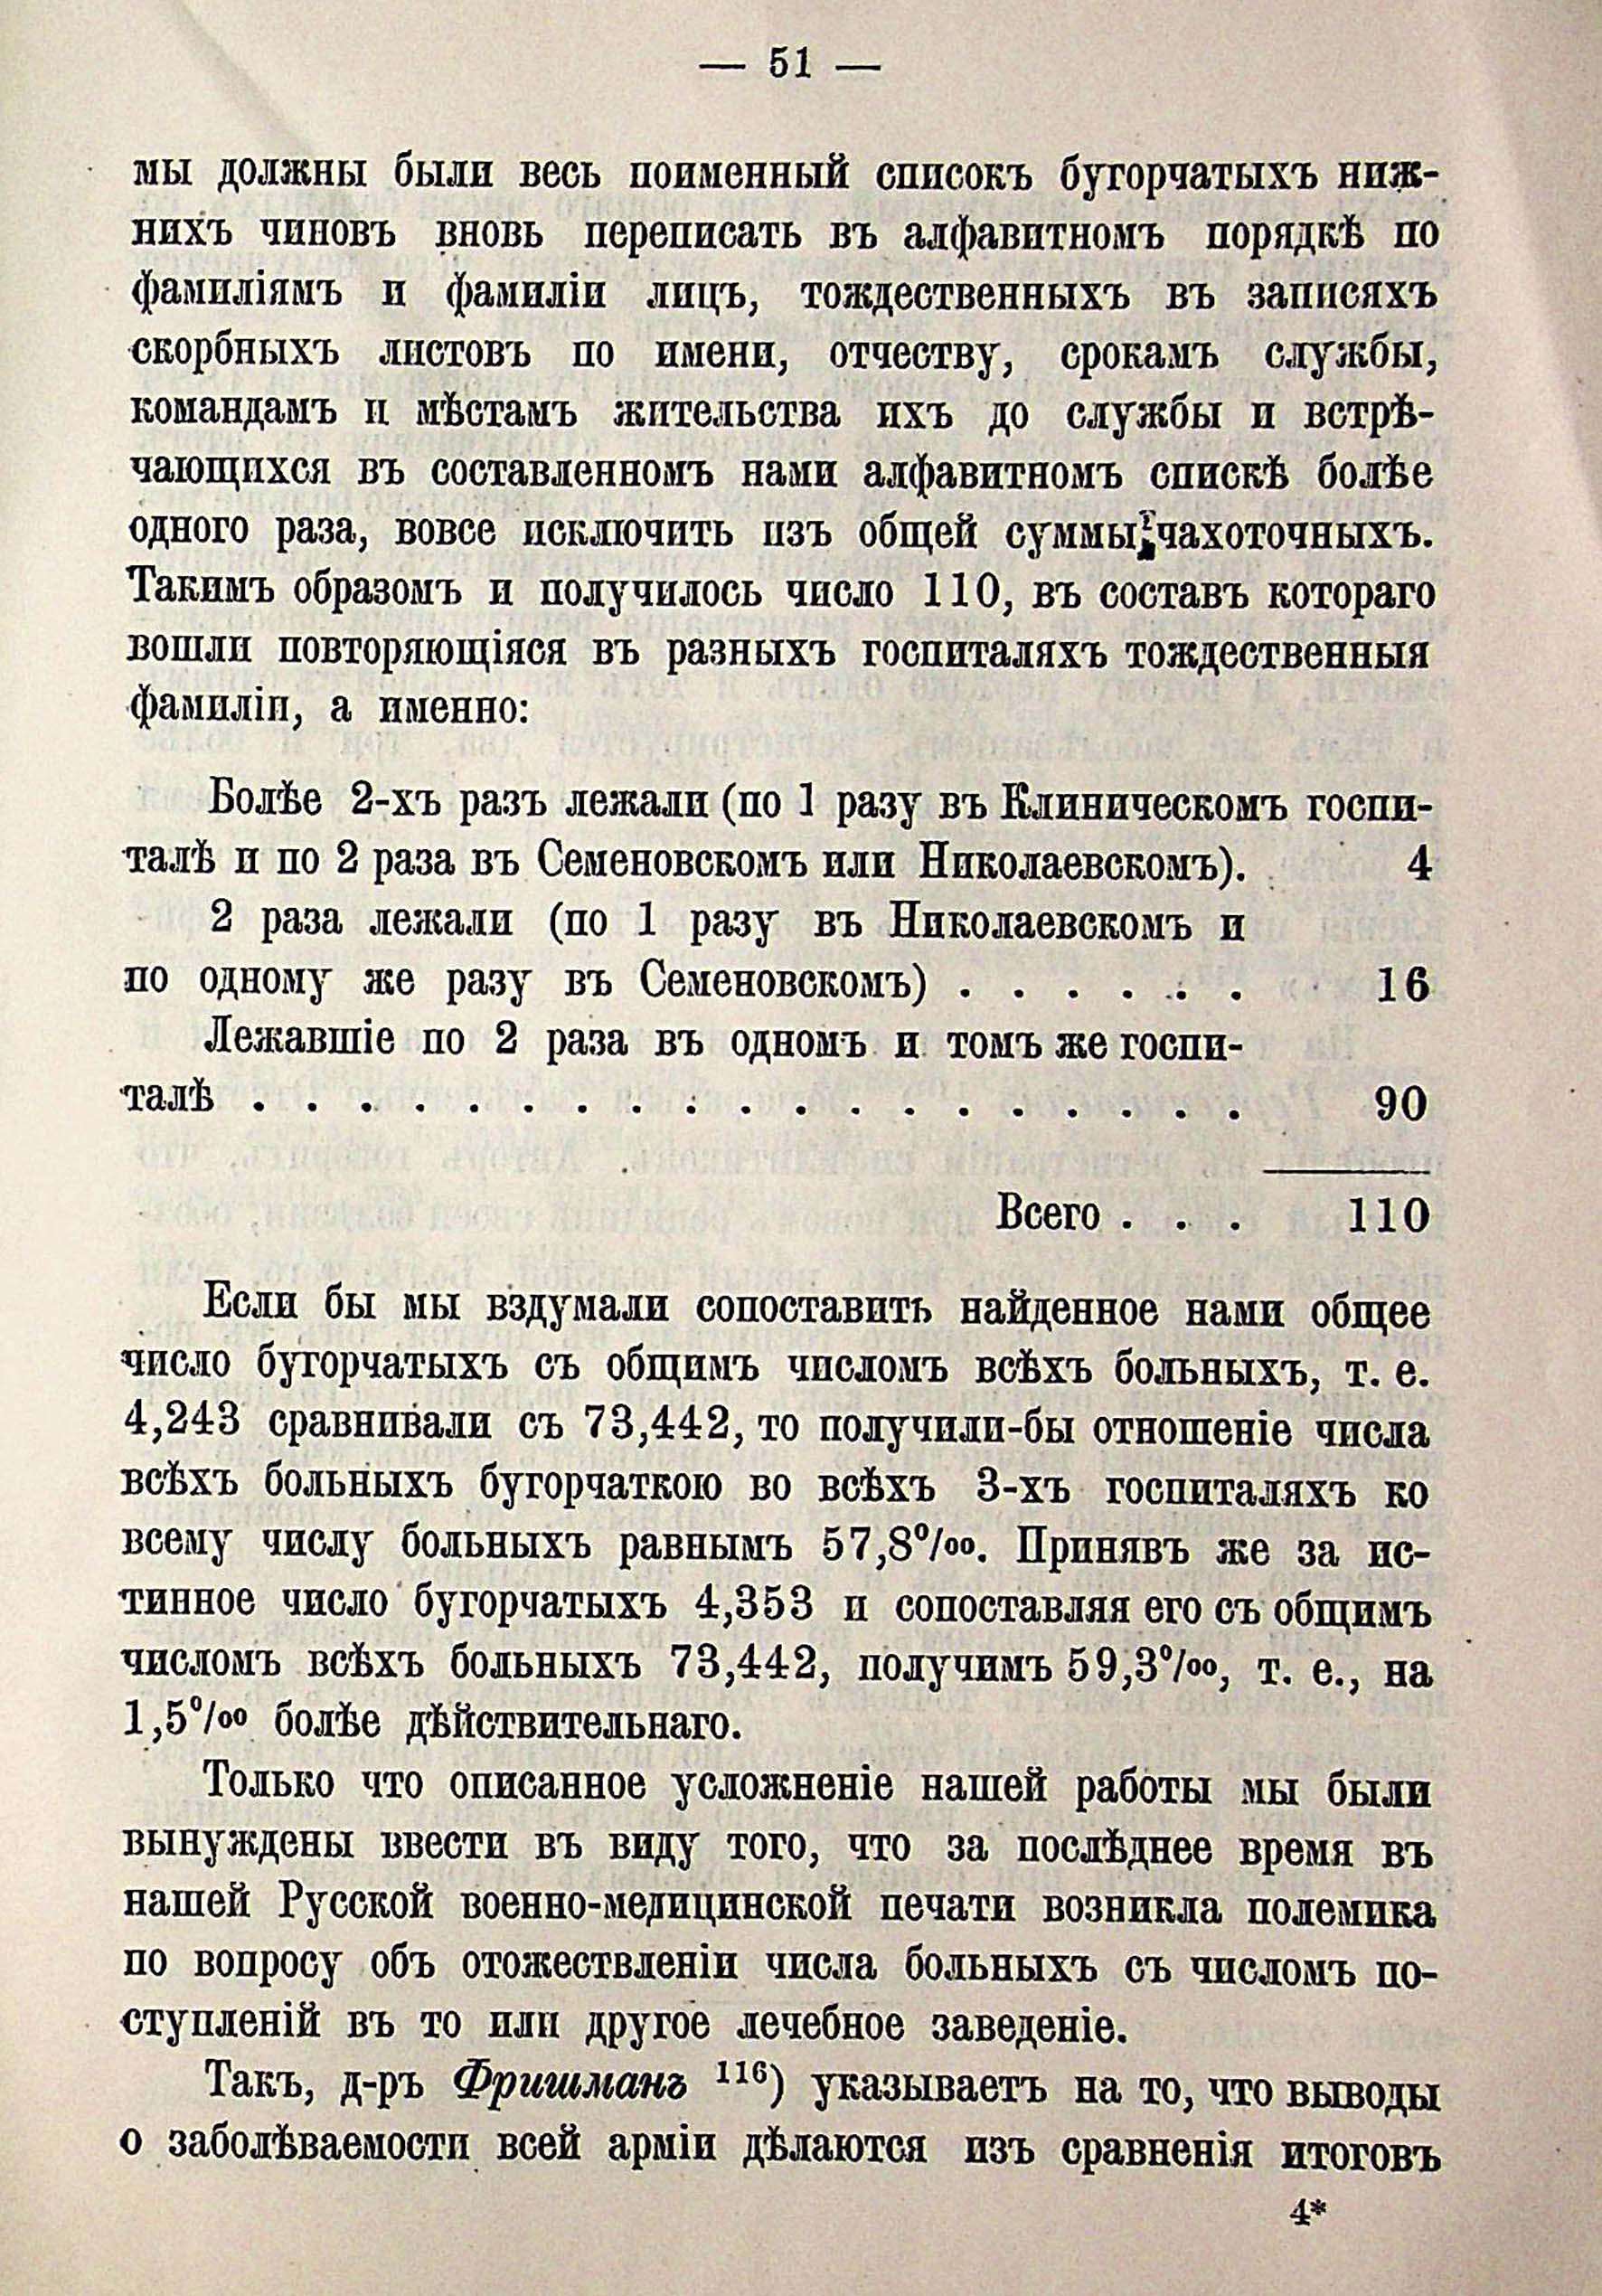 — 51 —
мы должны были весь поименный списокъ бугорчатыхъ ниж-
нихъ чиновъ вновь переписать въ алфавитномъ порядкѣ по
фамиліямъ и фамиліи лицъ, тождественныхъ въ записяхъ
скорбныхъ листовъ по имени, отчеству, срокамъ службы,
командамъ и мѣстамъ жительства ихъ до службы и встрѣ-
чающихся въ составленномъ нами алфавитномъ спискѣ болѣе
одного раза, вовсе исключить изъ общей суммы чахоточныхъ.
Такимъ образомъ и получилось число 110, въ составъ котораго
вошли повторяющіяся въ разныхъ госпиталяхъ тождественныя
фамиліи, а именно:
Болѣе 2-хъ разъ лежали (по 1 разу въ Клиническомъ госпи-
талѣ и по 2 раза въ Семеновскомъ или Николаевскомъ). 4
2 раза лежали (по 1 разу въ Николаевскомъ и
по одному же разу въ Семеновскомъ) . . . . . . 16
Лежавшіе по 2 раза въ одномъ и томъ же госпи-
талѣ . . . . . . . . . . . . . . . . . . . 90
Всего . . . 110
Если бы мы вздумали сопоставить найденное нами общее
число бугорчатыхъ съ общимъ числомъ всѣхъ больныхъ, т. е.
4,243 сравнивали съ 73,442, то получили-бы отношеніе числа
всѣхъ больныхъ бугорчаткою во всѣхъ 3-хъ госпиталяхъ ко
всему числу больныхъ равнымъ 57,8⁰/₀₀. Принявъ же за ис-
тинное число бугорчатыхъ 4,353 и сопоставляя его съ общимъ
числомъ всѣхъ больныхъ 73,442, получимъ 59,3⁰/₀₀, т. е., на
1,5⁰/₀₀ болѣе дѣйствительнаго.
Только что описанное усложненіе нашей работы мы были
вынуждены ввести въ виду того, что за послѣднее время въ
нашей Русской военно-медицинской печати возникла полемика
по вопросу объ отожествленіи числа больныхъ съ числомъ по-
ступленій въ то или другое лечебное заведеніе.
Такъ, д-ръ Фришманъ ¹¹⁶) указываетъ на то, что выводы
о заболѣваемости всей арміи дѣлаются изъ сравненія итоговъ
4*